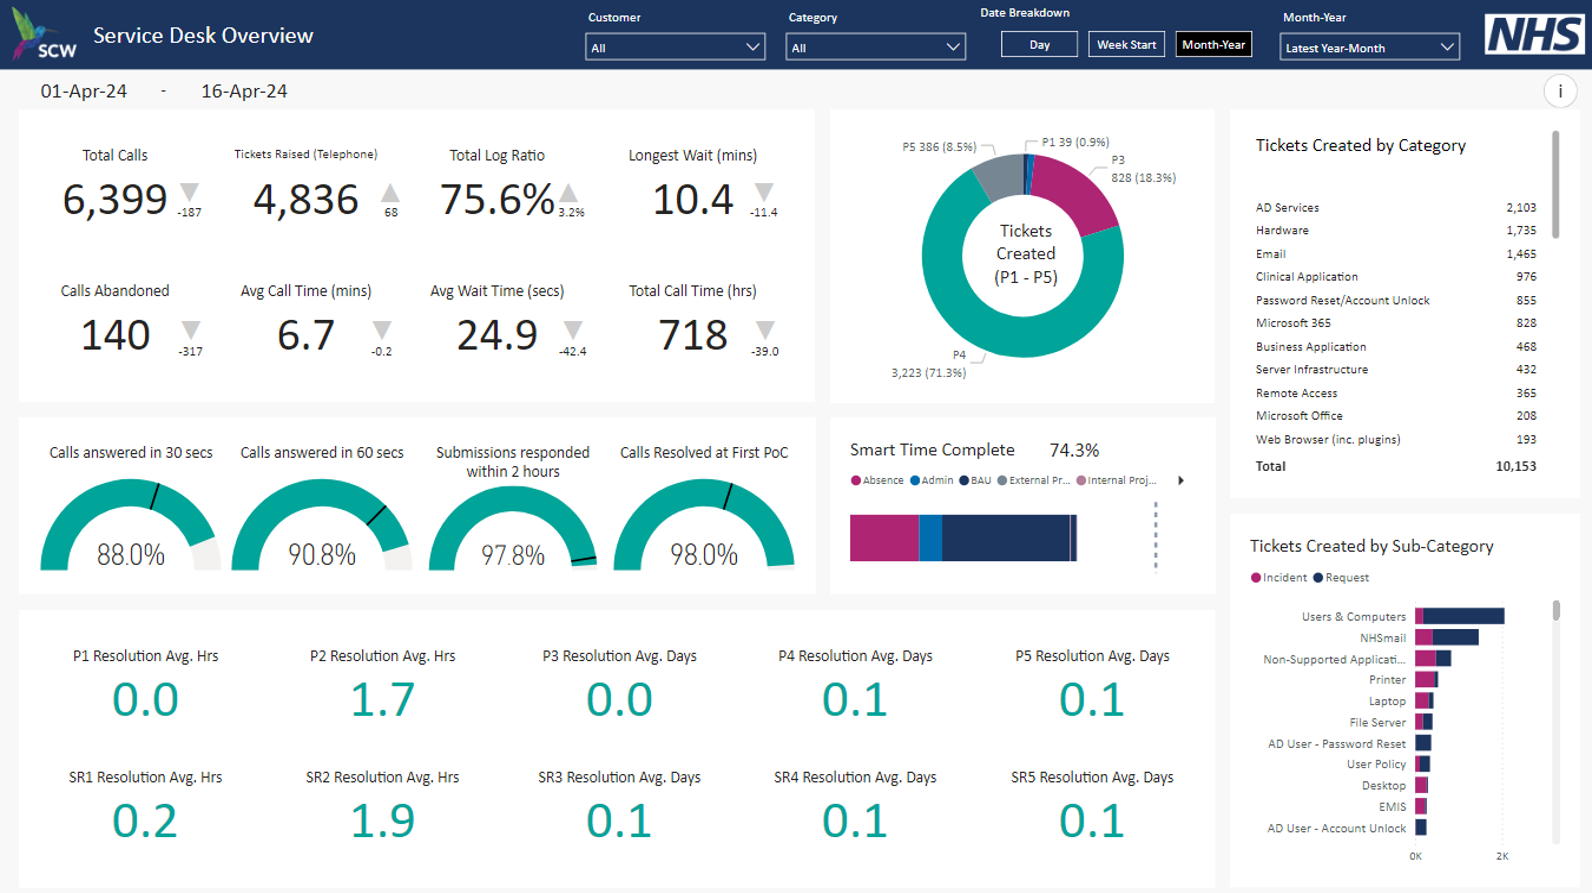 SCW
Service Desk Overview
Customer
All
Category
All
Date Breakdown
Day
Week Start
Month-Year
Month-Year
Latest Year-Month
NHS
01-Apr-24 - 16-Apr-24
i
Total Calls
6,399
-187
Tickets Raised (Telephone)
4,836
68
Total Log Ratio
75.6%
3.2%
Longest Wait (mins)
10.4
-11.4
Calls Abandoned
140
-317
Avg Call Time (mins)
6.7
-0.2
Avg Wait Time (secs)
24.9
-42.4
Total Call Time (hrs)
718
-39.0
P5 386 (8.5%)
P1 39 (0.9%)
P3
828 (18.3%)
Tickets
Created
(P1 - P5)
P4
3,223 (71.3%)
Tickets Created by Category
AD Services 2,103
Hardware 1,735
Email 1,465
Clinical Application 976
Password Reset/Account Unlock 855
Microsoft 365 828
Business Application 468
Server Infrastructure 432
Remote Access 365
Microsoft Office 208
Web Browser (inc. plugins) 193
Total 10,153
Calls answered in 30 secs
88.0%
Calls answered in 60 secs
90.8%
Submissions responded
within 2 hours
97.8%
Calls Resolved at First PoC
98.0%
Smart Time Complete 74.3%
Absence Admin BAU External Pr... Internal Proj...
Tickets Created by Sub-Category
Incident Request
Users & Computers
NHSmail
Non-Supported Applicati...
Printer
Laptop
File Server
AD User - Password Reset
User Policy
Desktop
EMIS
AD User - Account Unlock
0K 2K
P1 Resolution Avg. Hrs
0.0
P2 Resolution Avg. Hrs
1.7
P3 Resolution Avg. Days
0.0
P4 Resolution Avg. Days
0.1
P5 Resolution Avg. Days
0.1
SR1 Resolution Avg. Hrs
0.2
SR2 Resolution Avg. Hrs
1.9
SR3 Resolution Avg. Days
0.1
SR4 Resolution Avg. Days
0.1
SR5 Resolution Avg. Days
0.1